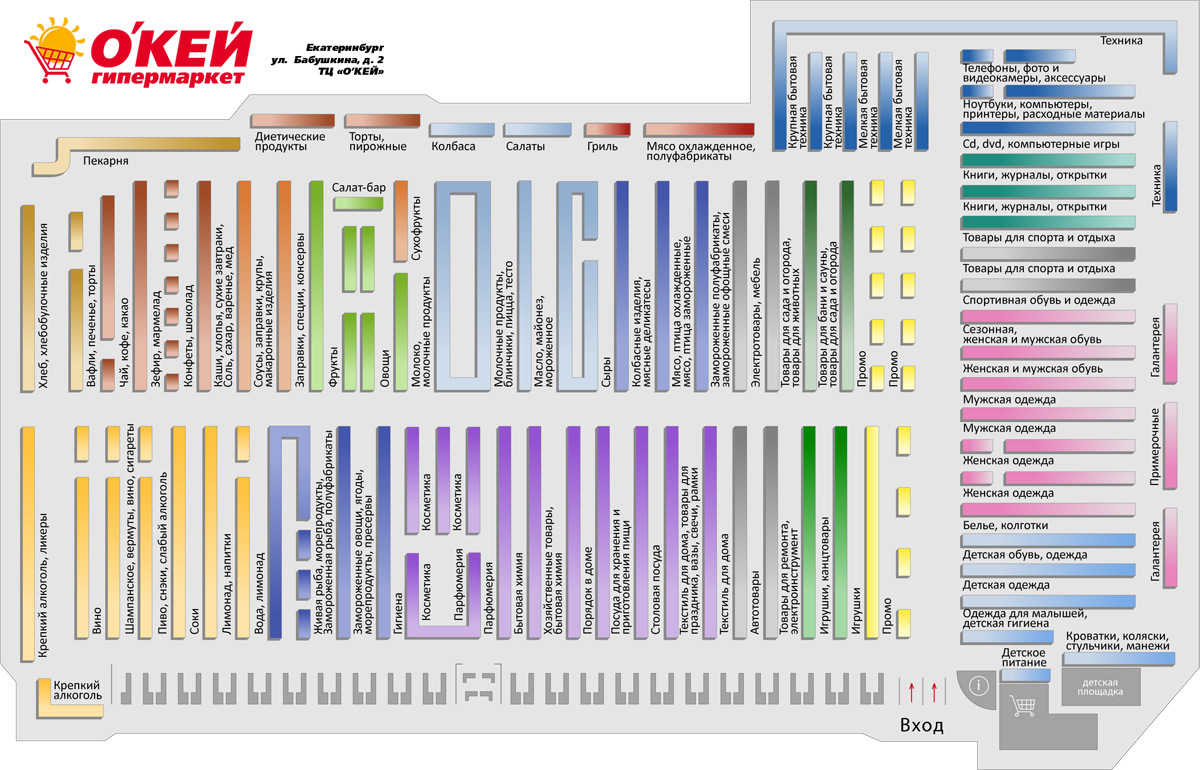 О'КЕЙ
гипермаркет
Екатеринбург
ул. Бабушкина, д. 2
ТЦ «О'КЕЙ»
Пекарня
Диетические
продукты
Торты,
пирожные
Колбаса
Салаты
Гриль
Мясо охлажденное,
полуфабрикаты
Крупная бытовая
техника
Крупная бытовая
техника
Мелкая бытовая
техника
Мелкая бытовая
техника
Техника
Телефоны, фото и
видеокамеры, аксессуары
Ноутбуки, компьютеры,
принтеры, расходные материалы
Cd, dvd, компьютерные игры
Книги, журналы, открытки
Книги, журналы, открытки
Товары для спорта и отдыха
Товары для спорта и отдыха
Спортивная обувь и одежда
Сезонная,
женская и мужская обувь
Женская и мужская обувь
Мужская одежда
Мужская одежда
Женская одежда
Женская одежда
Белье, колготки
Детская обувь, одежда
Детская одежда
Одежда для малышей,
детская гигиена
Детское
питание
Кроватки, коляски,
стульчики, манежи
детская
площадка
Техника
Галантерея
Примерочные
Галантерея
Хлеб, хлебобулочные изделия
Вафли, печенье, торты
Чай, кофе, какао
Зефир, мармелад
Конфеты, шоколад
Каши, хлопья, сухие завтраки,
Соль, сахар, варенье, мед
Соусы, заправки, крупы,
макаронные изделия
Заправки, специи, консервы
Салат-бар
Фрукты
Овощи
Сухофрукты
Молоко,
молочные продукты
Молочные продукты,
блинчики, пицца, тесто
Масло, майонез,
мороженное
Сыры
Колбасные изделия,
мясные деликатесы
Мясо, птица охлажденные,
мясо, птица замороженные
Замороженные полуфабрикаты,
замороженные офощные смеси
Электротовары, мебель
Товары для сада и огорода,
товары для животных
Товары для бани и сауны,
товары для сада и огорода
Промо
Промо
Крепкий алкоголь, ликеры
Вино
Шампанское, вермуты, вино, сигареты
Пиво, снэки, слабый алкоголь
Соки
Лимонад, напитки
Вода, лимонад
Живая рыба, морепродукты,
Замороженная рыба, полуфабрикаты
Замороженные овощи, ягоды,
морепродукты, пресервы
Гигиена
Косметика
Косметика
Косметика
Парфюмерия
Парфюмерия
Бытовая химия
Хозяйственные товары,
бытовая химия
Порядок в доме
Посуда для хранения и
приготовления пищи
Столовая посуда
Текстиль для дома, товары для
праздника, вазы, свечи, рамки
Текстиль для дома
Автотовары
Товары для ремонта,
электроинструмент
Игрушки, канцтовары
Игрушки
Промо
Крепкий
алкоголь
Вход
i